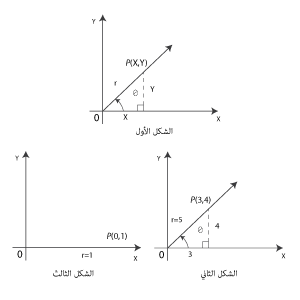 Y
P(X,Y)
r
θ
Y
0
X
X
الشكل الأول
Y
P(0,1)
0
r=1
X
الشكل الثالث
Y
P(3,4)
r=5
θ
4
0
3
X
الشكل الثاني